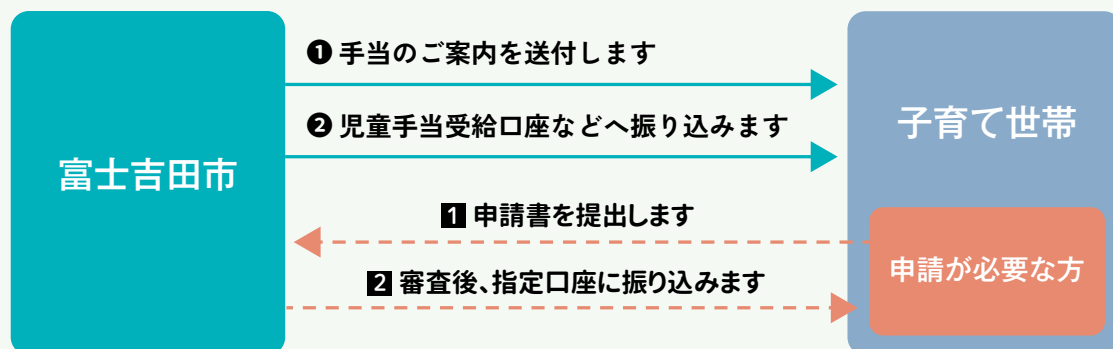 ❶ 手当のご案内を送付します
❷ 児童手当受給口座などへ振り込みます
富士吉田市
子育て世帯
1 申請書を提出します
2 審査後、指定口座に振り込みます
申請が必要な方